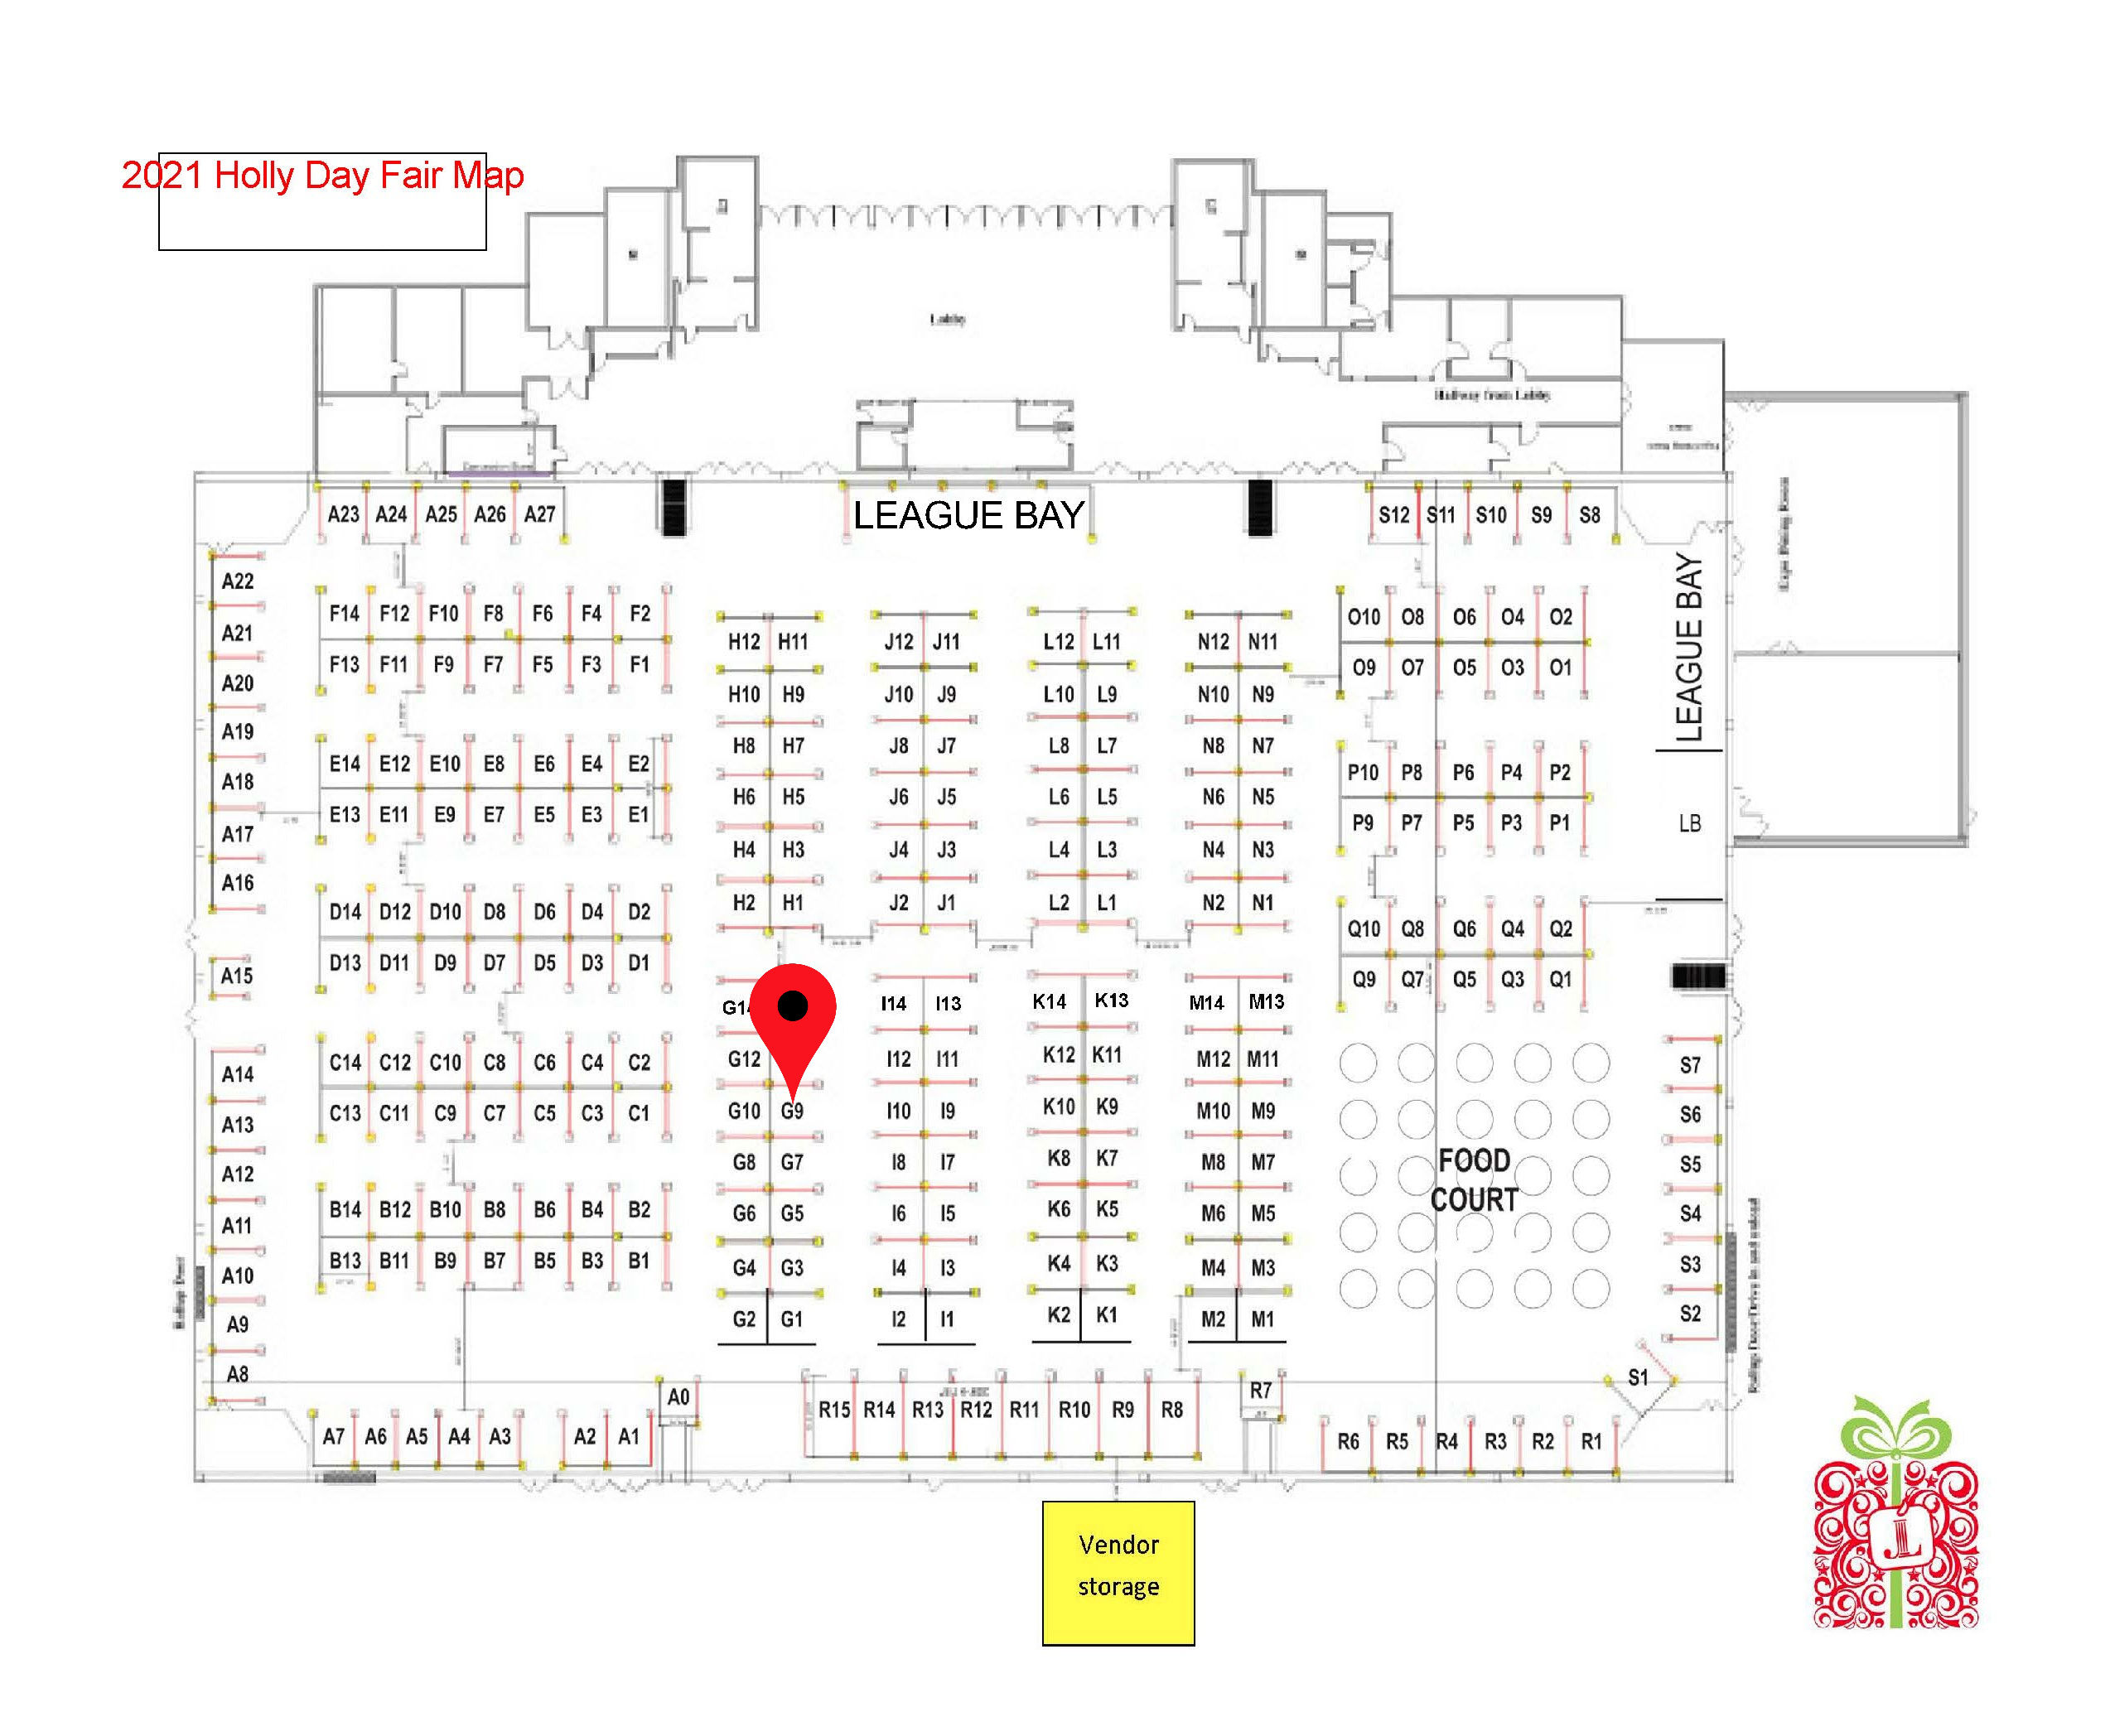 2021 Holly Day Fair Map
Lobby
Hallway from Lobby
LEAGUE BAY
A23 A24 A25 A26 A27
S12 S11 S10 S9 S8
A22
A21
A20
A19
A18
A17
A16
A15
A14
A13
A12
A11
A10
A9
A8
F14 F12 F10 F8 F6 F4 F2
F13 F11 F9 F7 F5 F3 F1
E14 E12 E10 E8 E6 E4 E2
E13 E11 E9 E7 E5 E3 E1
D14 D12 D10 D8 D6 D4 D2
D13 D11 D9 D7 D5 D3 D1
C14 C12 C10 C8 C6 C4 C2
C13 C11 C9 C7 C5 C3 C1
B14 B12 B10 B8 B6 B4 B2
B13 B11 B9 B7 B5 B3 B1
H12 H11 J12 J11 L12 L11 N12 N11
H10 H9 J10 J9 L10 L9 N10 N9
H8 H7 J8 J7 L8 L7 N8 N7
H6 H5 J6 J5 L6 L5 N6 N5
H4 H3 J4 J3 L4 L3 N4 N3
H2 H1 J2 J1 L2 L1 N2 N1
G14 I14 I13 K14 K13 M14 M13
G12 I12 I11 K12 K11 M12 M11
G10 G9 I10 I9 K10 K9 M10 M9
G8 G7 I8 I7 K8 K7 M8 M7
G6 G5 I6 I5 K6 K5 M6 M5
G4 G3 I4 I3 K4 K3 M4 M3
G2 G1 I2 I1 K2 K1 M2 M1
O10 O8 O6 O4 O2
O9 O7 O5 O3 O1
P10 P8 P6 P4 P2
P9 P7 P5 P3 P1
Q10 Q8 Q6 Q4 Q2
Q9 Q7 Q5 Q3 Q1
LEAGUE BAY
LB
FOOD
COURT
S7
S6
S5
S4
S3
S2
S1
A7 A6 A5 A4 A3 A2 A1
A0
R15 R14 R13 R12 R11 R10 R9 R8
R7
R6 R5 R4 R3 R2 R1
Vendor
storage
JL